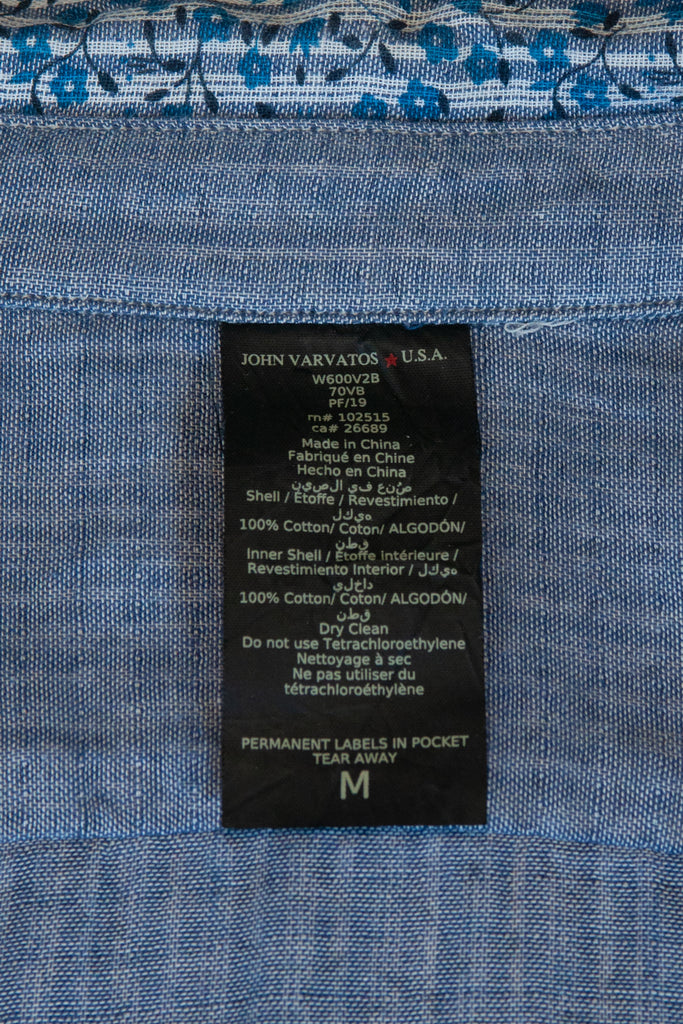 JOHN VARVATOS ★ U.S.A.
W600V2B
70VB
PF/19
rn# 102515
ca# 26689
Made in China
Fabriqué en Chine
Hecho en China
صُنع في الصين
Shell / Étoffe / Revestimiento /
هيكل
100% Cotton/ Coton/ ALGODÓN/
قطن
Inner Shell / Étoffe intérieure /
Revestimiento Interior / هيكل
داخلي
100% Cotton/ Coton/ ALGODÓN/
قطن
Dry Clean
Do not use Tetrachloroethylene
Nettoyage à sec
Ne pas utiliser du
tétrachloroéthylène
PERMANENT LABELS IN POCKET
TEAR AWAY
M